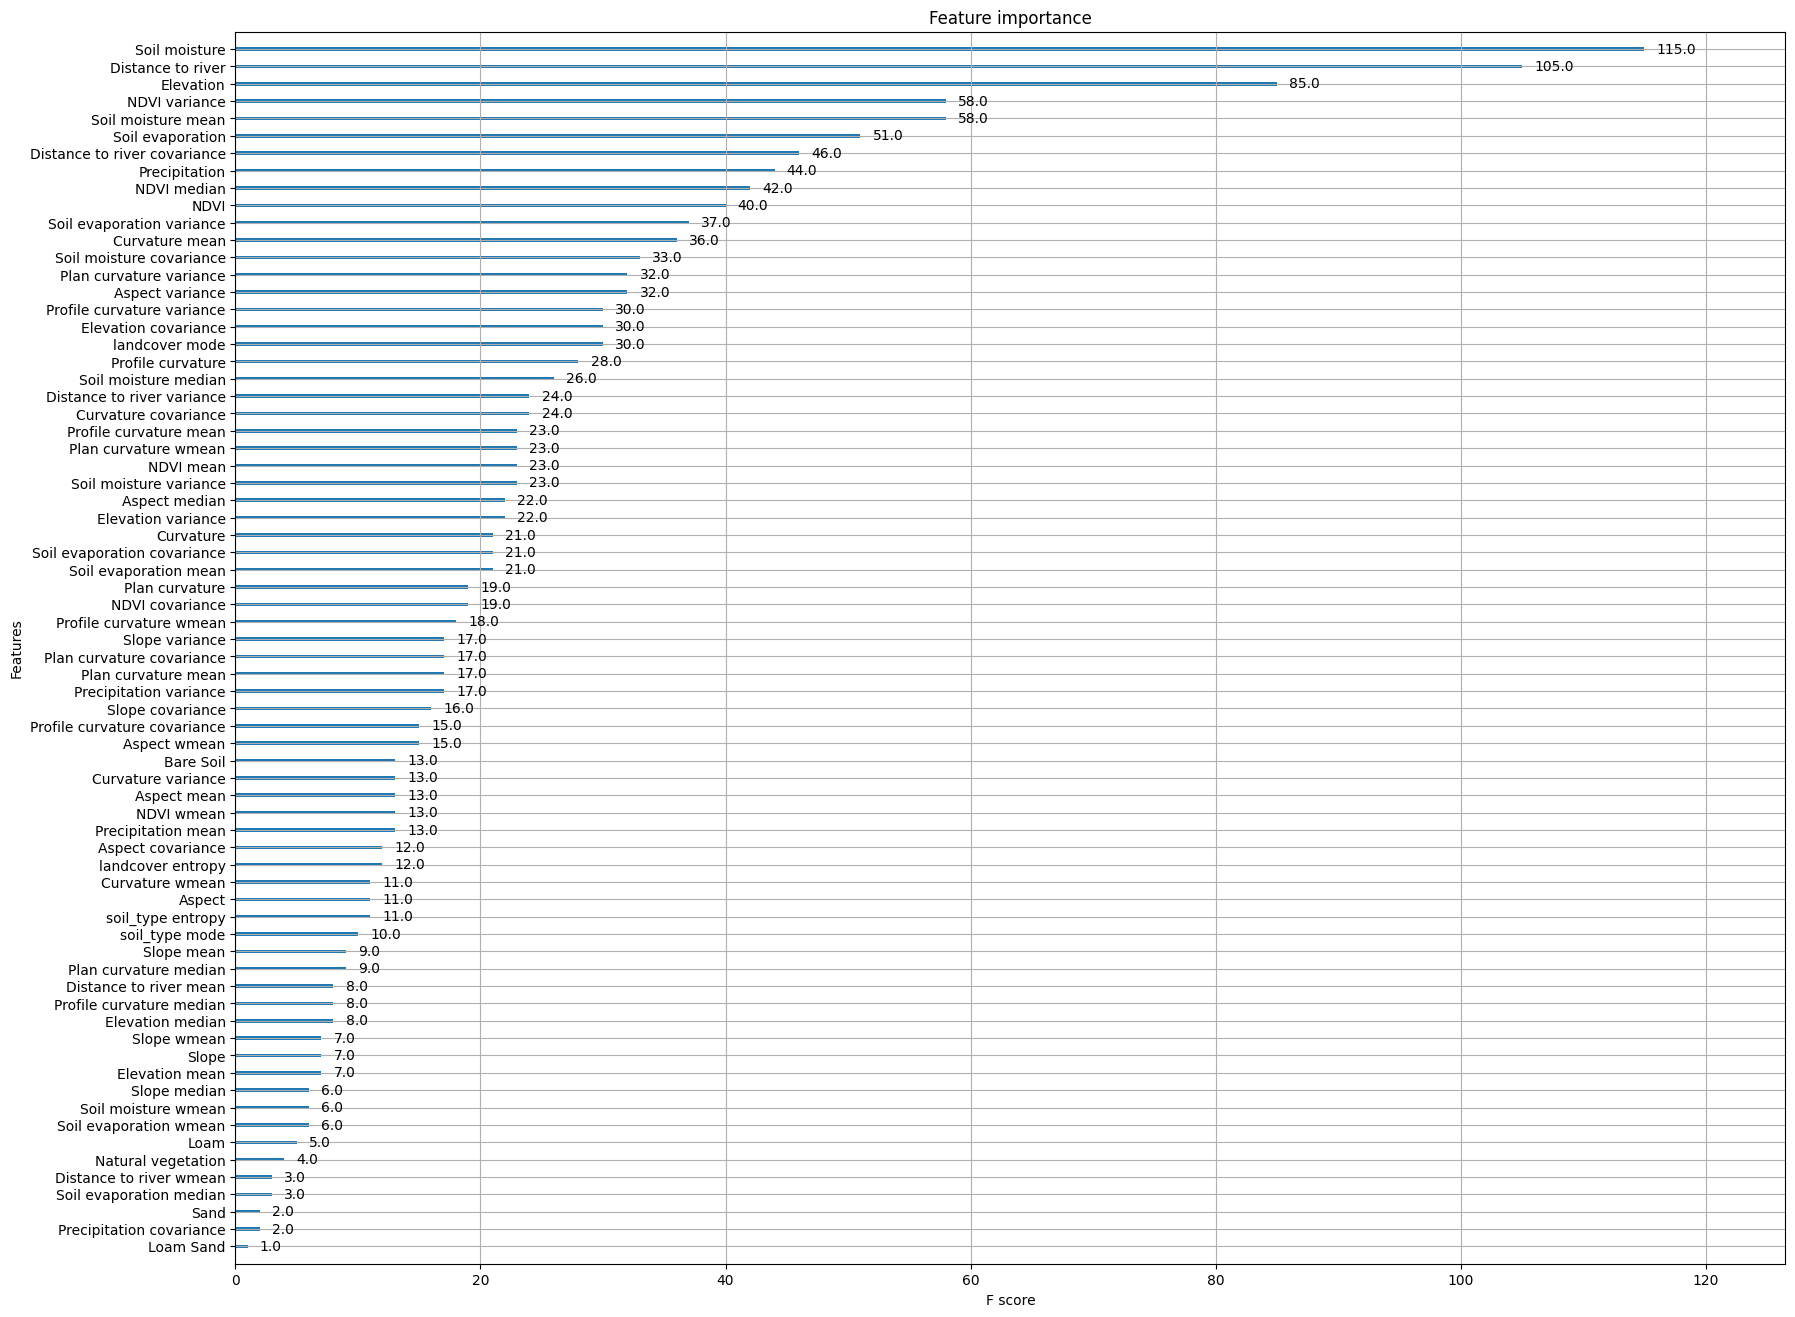 Feature importance
Soil moisture 115.0
Distance to river 105.0
Elevation 85.0
NDVI variance 58.0
Soil moisture mean 58.0
Soil evaporation 51.0
Distance to river covariance 46.0
Precipitation 44.0
NDVI median 42.0
NDVI 40.0
Soil evaporation variance 37.0
Curvature mean 36.0
Soil moisture covariance 33.0
Plan curvature variance 32.0
Aspect variance 32.0
Profile curvature variance 30.0
Elevation covariance 30.0
landcover mode 30.0
Profile curvature 28.0
Soil moisture median 26.0
Distance to river variance 24.0
Curvature covariance 24.0
Profile curvature mean 23.0
Plan curvature wmean 23.0
NDVI mean 23.0
Soil moisture variance 23.0
Aspect median 22.0
Elevation variance 22.0
Curvature 21.0
Soil evaporation covariance 21.0
Soil evaporation mean 21.0
Plan curvature 19.0
NDVI covariance 19.0
Profile curvature wmean 18.0
Slope variance 17.0
Plan curvature covariance 17.0
Plan curvature mean 17.0
Precipitation variance 17.0
Slope covariance 16.0
Profile curvature covariance 15.0
Aspect wmean 15.0
Bare Soil 13.0
Curvature variance 13.0
Aspect mean 13.0
NDVI wmean 13.0
Precipitation mean 13.0
Aspect covariance 12.0
landcover entropy 12.0
Curvature wmean 11.0
Aspect 11.0
soil_type entropy 11.0
soil_type mode 10.0
Slope mean 9.0
Plan curvature median 9.0
Distance to river mean 8.0
Profile curvature median 8.0
Elevation median 8.0
Slope wmean 7.0
Slope 7.0
Elevation mean 7.0
Slope median 6.0
Soil moisture wmean 6.0
Soil evaporation wmean 6.0
Loam 5.0
Natural vegetation 4.0
Distance to river wmean 3.0
Soil evaporation median 3.0
Sand 2.0
Precipitation covariance 2.0
Loam Sand 1.0
Features
0 20 40 60 80 100 120
F score